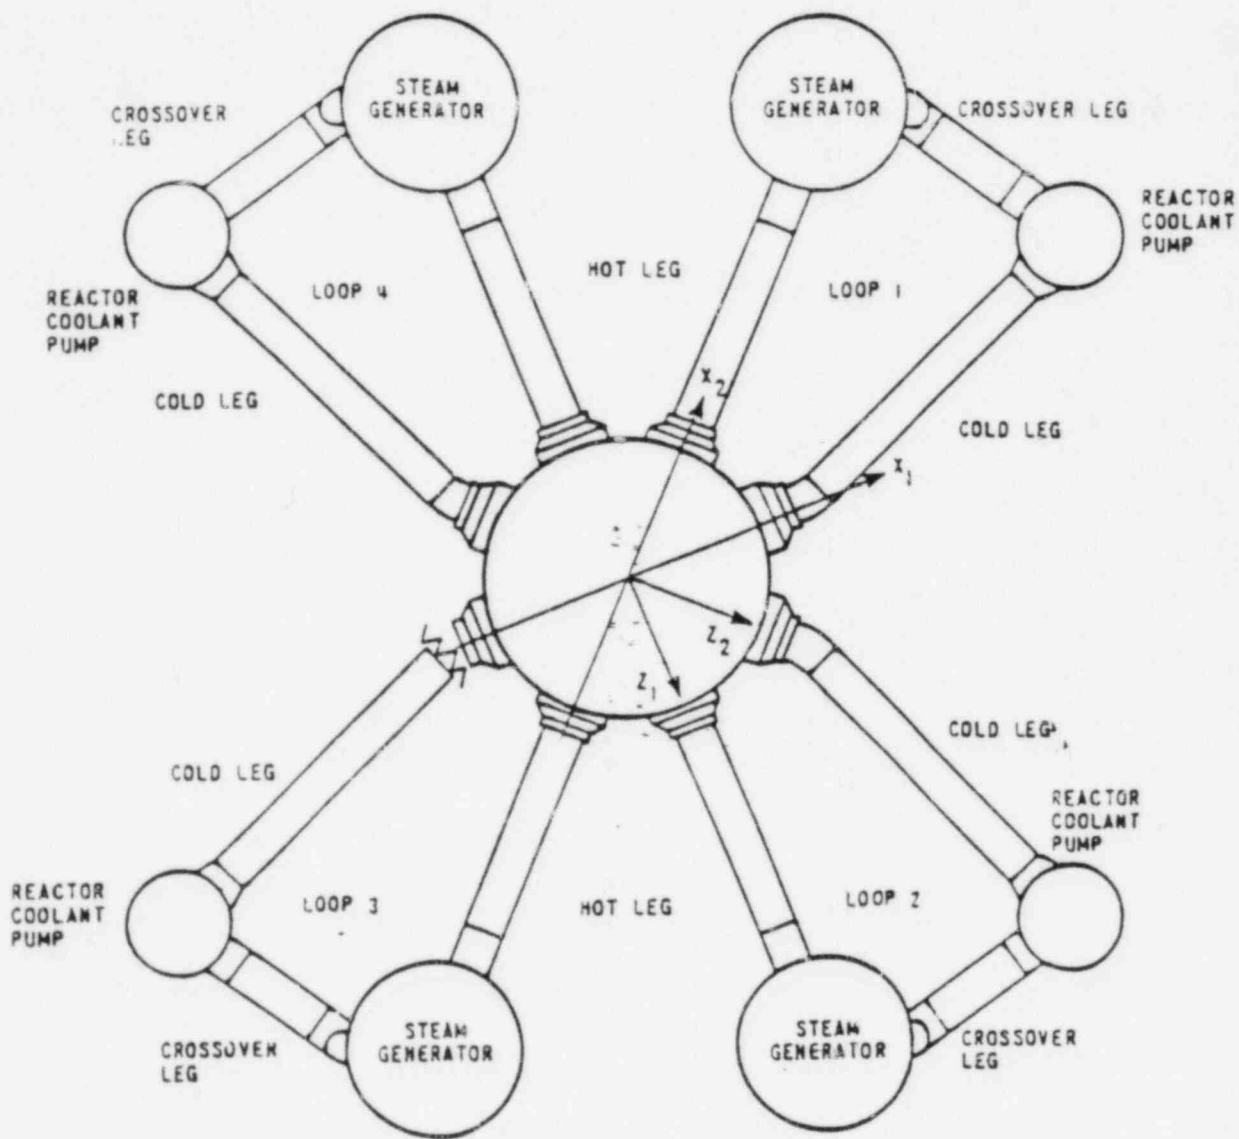 STEAM
GENERATOR
STEAM
GENERATOR
CROSSOVER
LEG
CROSSOVER LEG
REACTOR
COOLANT
PUMP
HOT LEG
LOOP 4
LOOP 1
REACTOR
COOLANT
PUMP
COLD LEG
X2
COLD LEG
X1
Z2
Z1
COLD LEG
COLD LEG
REACTOR
COOLANT
PUMP
REACTOR
COOLANT
PUMP
LOOP 3
HOT LEG
LOOP 2
STEAM
GENERATOR
STEAM
GENERATOR
CROSSOVER
LEG
CROSSOVER
LEG